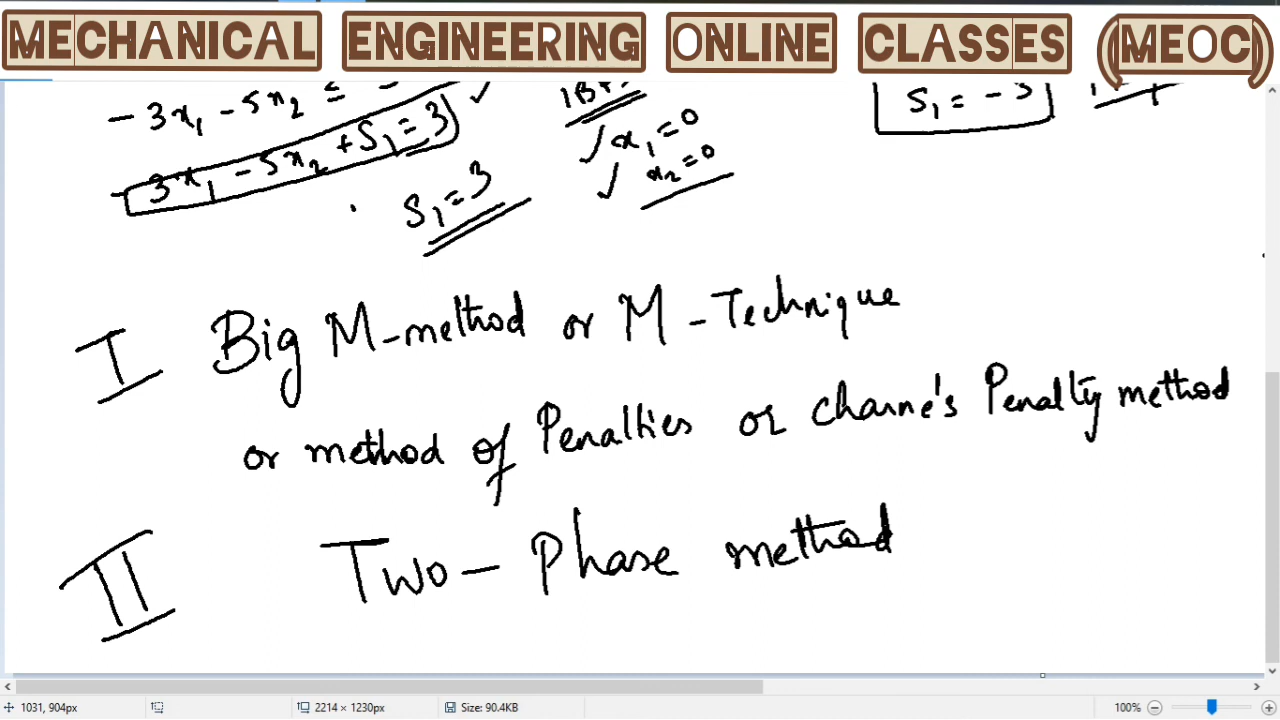 MECHANICAL ENGINEERING ONLINE CLASSES (MEOC)
- 3x₁ - 5x₂ ≤
- 3x₁ - 5x₂ + S₁ = 3
S₁ = 3
x₁ = 0
x₂ = 0
S₁ = - 3
I Big M-method or M-Technique
or method of Penalties or charne's Penalty method
II Two-Phase method
1031, 904px 2214 × 1230px Size: 90.4KB 100%